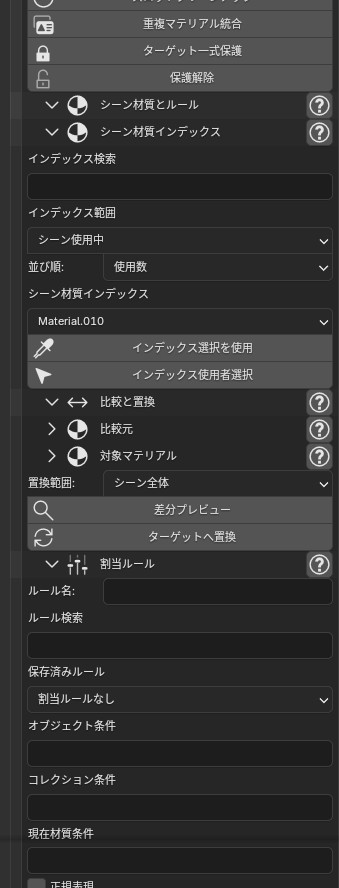 重複マテリアル統合
ターゲット一式保護
保護解除
シーン材質とルール
シーン材質インデックス
インデックス検索
インデックス範囲
シーン使用中
並び順: 使用数
シーン材質インデックス
Material.010
インデックス選択を使用
インデックス使用者選択
比較と置換
比較元
対象マテリアル
置換範囲: シーン全体
差分プレビュー
ターゲットへ置換
割当ルール
ルール名:
ルール検索
保存済みルール
割当ルールなし
オブジェクト条件
コレクション条件
現在材質条件
正規表現